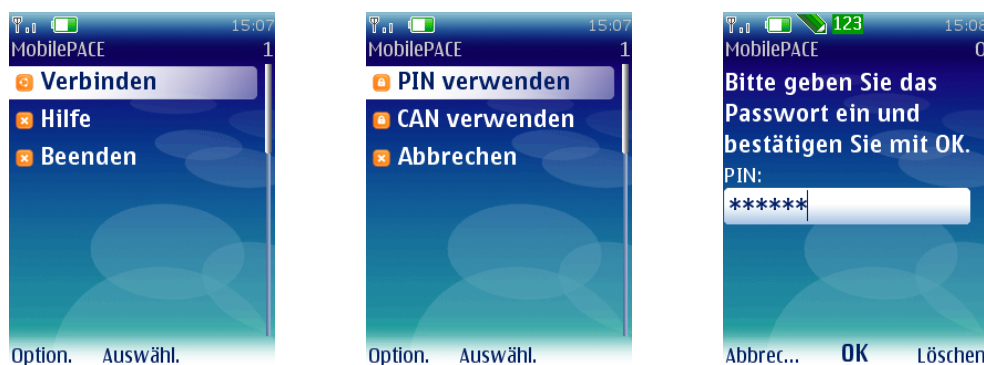 15:07
MobilePACE 1
Verbinden
Hilfe
Beenden
Option. Auswähl.
15:07
MobilePACE 1
PIN verwenden
CAN verwenden
Abbrechen
Option. Auswähl.
123 15:08
MobilePACE 0
Bitte geben Sie das
Passwort ein und
bestätigen Sie mit OK.
PIN:
******
Abbrec... OK Löschen